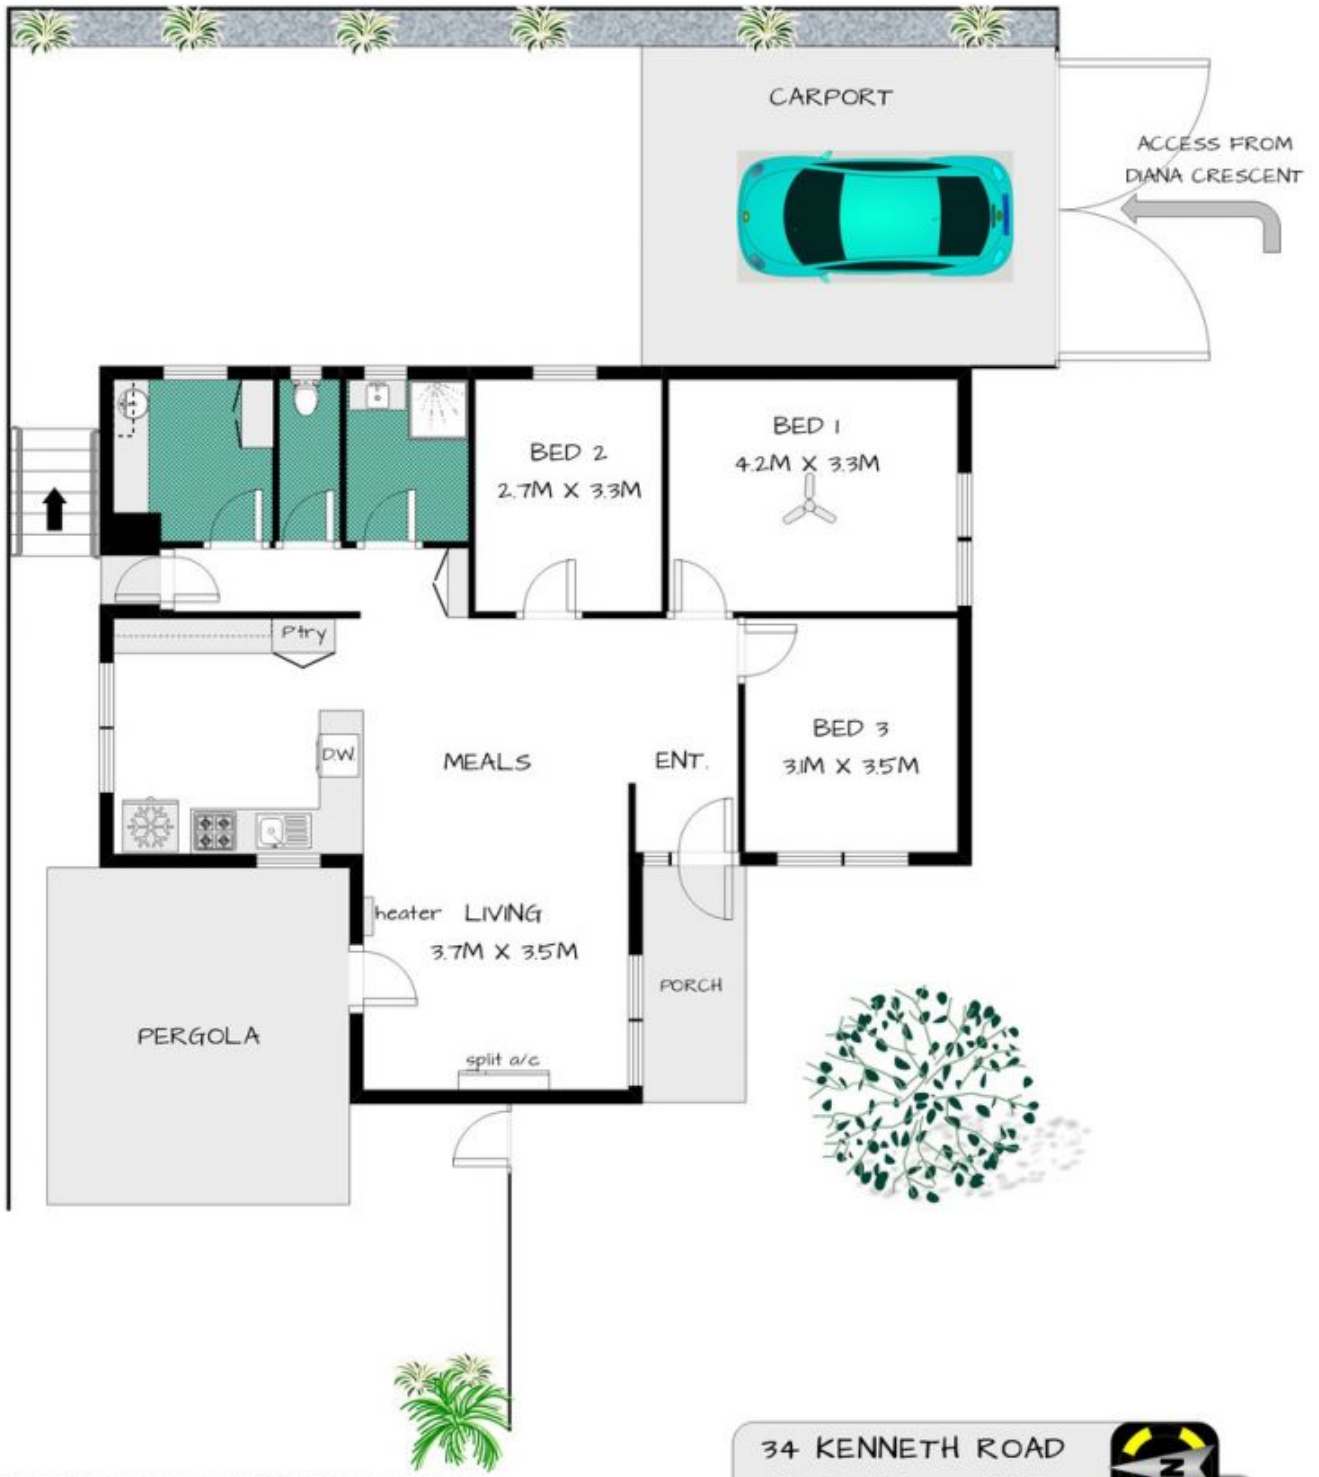 CARPORT
ACCESS FROM
DIANA CRESCENT
BED 1
4.2M X 3.3M
BED 2
2.7M X 3.3M
Ptry
BED 3
3.1M X 3.5M
D.W.
MEALS
ENT.
heater
LIVING
3.7M X 3.5M
PORCH
PERGOLA
split a/c
34 KENNETH ROAD
N